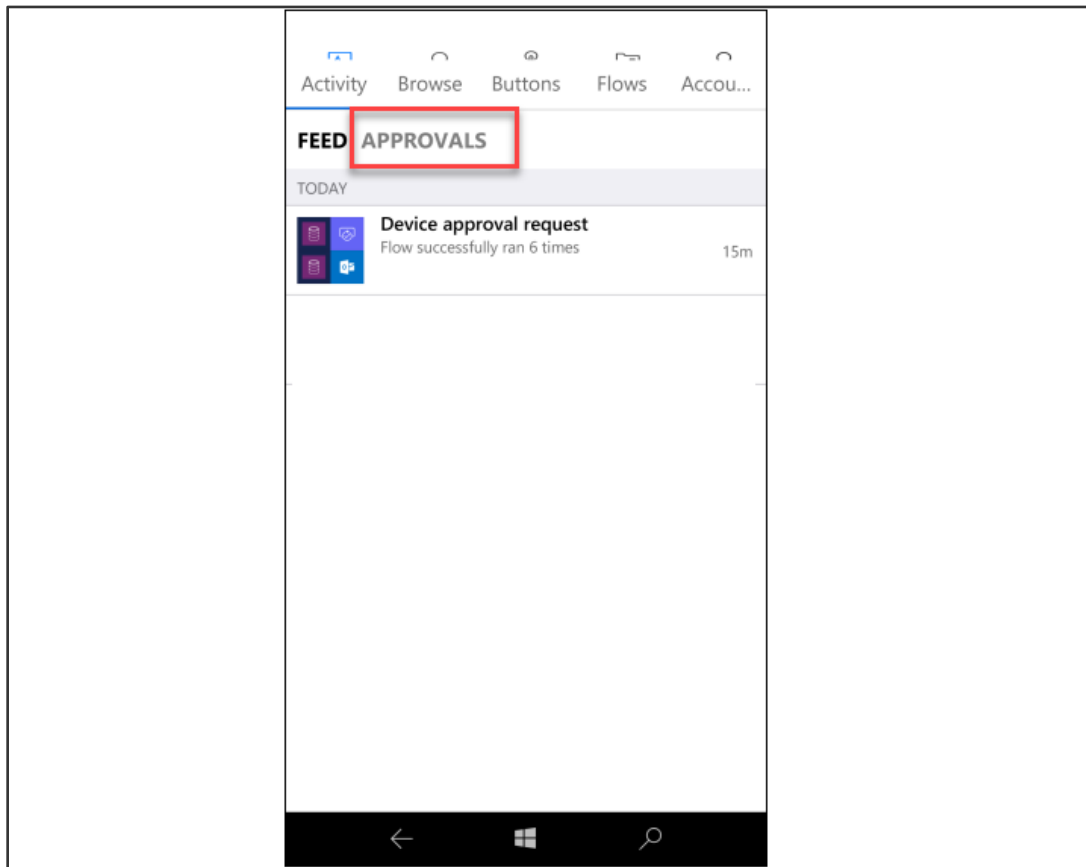 Activity Browse Buttons Flows Accou...
FEED APPROVALS
TODAY
Device approval request
Flow successfully ran 6 times
15m